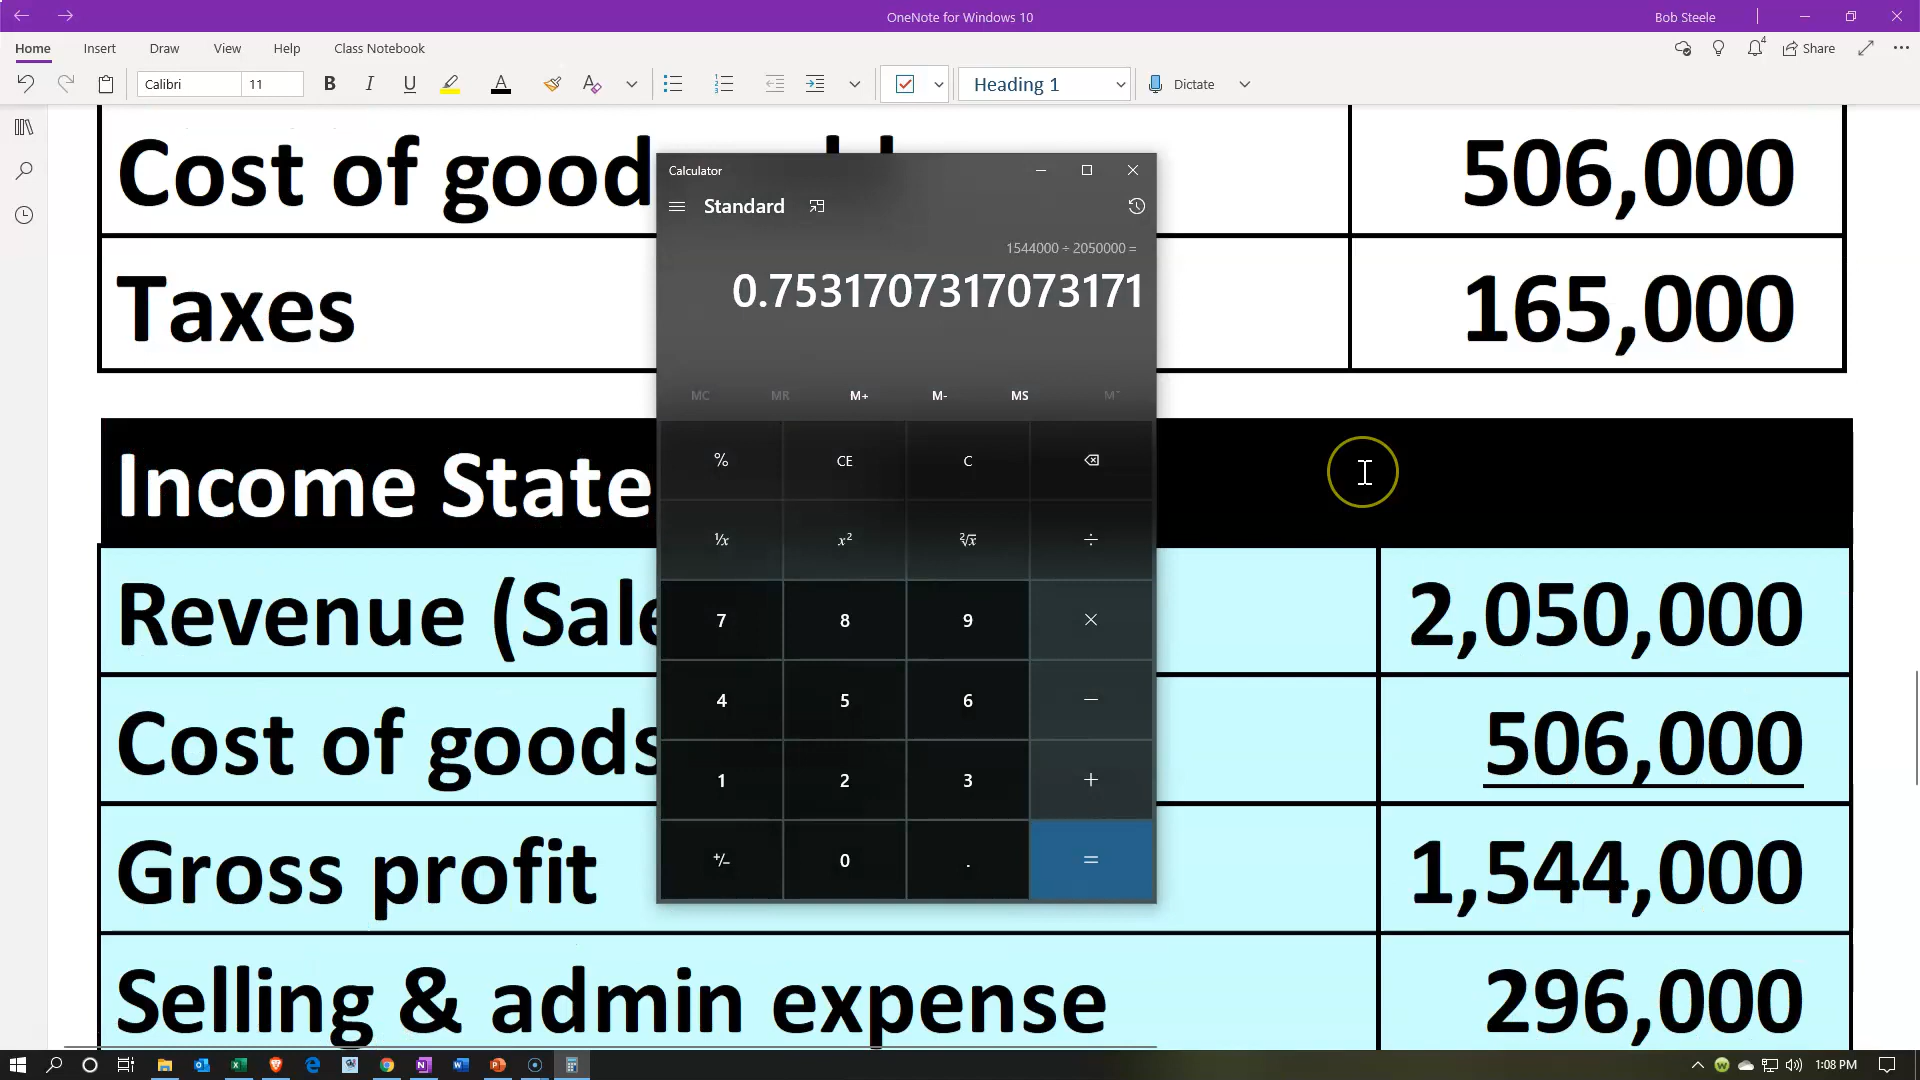 OneNote for Windows 10
Bob Steele
Home Insert Draw View Help Class Notebook
4
Share
Calibri 11 B I U A A Heading 1 Dictate
Cost of good
506,000
Taxes 165,000
Calculator
Standard
1544000 ÷ 2050000 =
0.7531707317073171
MC MR M+ M- MS
% CE C
¹/x x² ²√x ÷
7 8 9 ×
4 5 6 −
1 2 3 +
+/− 0 . =
Income State
Revenue (Sale 2,050,000
Cost of goods 506,000
Gross profit 1,544,000
Selling & admin expense 296,000
1:08 PM